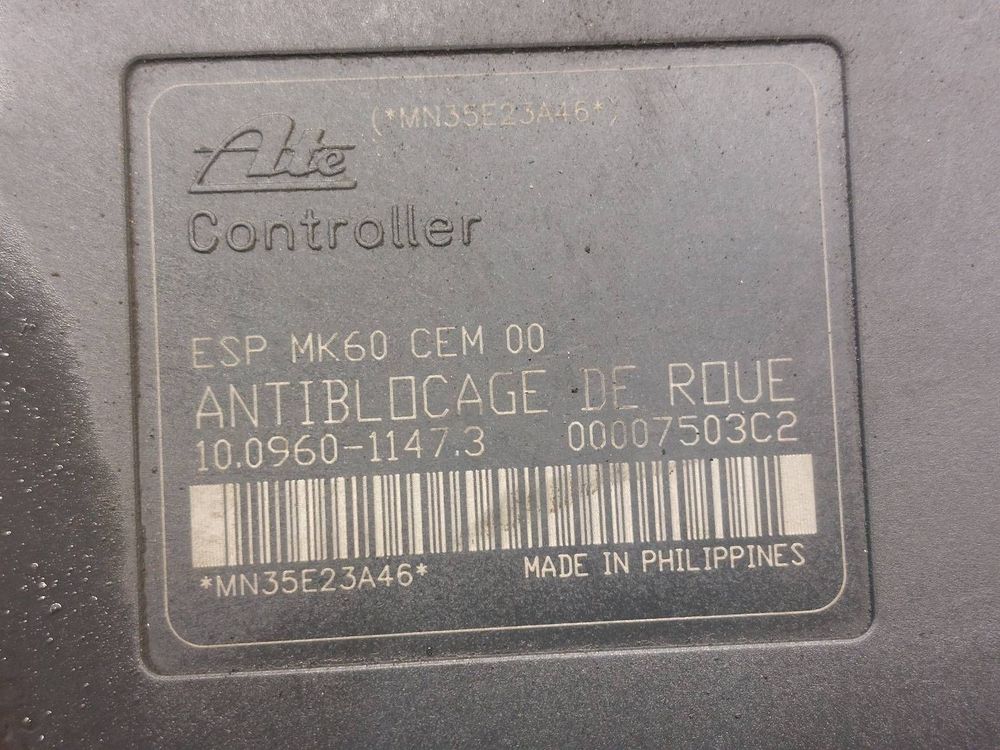 (*MN35E23A46*)
Ate
Controller
ESP MK60 CEM 00
ANTIBLOCAGE DE ROUE
10.0960-1147.3 00007503C2
*MN35E23A46* MADE IN PHILIPPINES